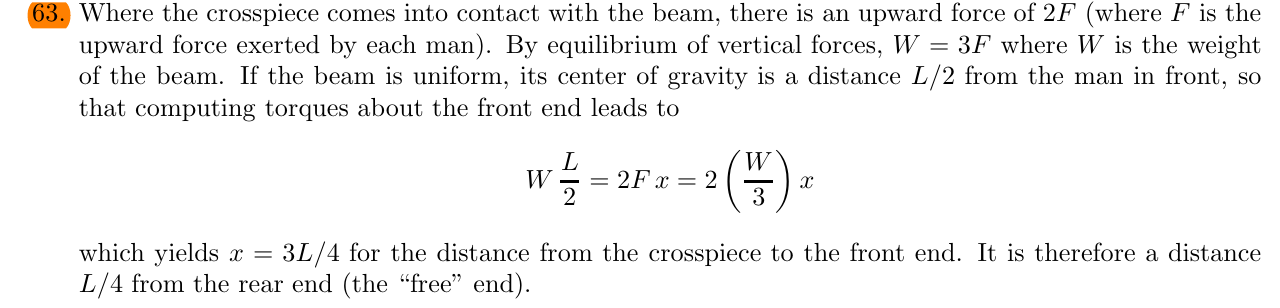 63. Where the crosspiece comes into contact with the beam, there is an upward force of 2F (where F is the
upward force exerted by each man). By equilibrium of vertical forces, W = 3F where W is the weight
of the beam. If the beam is uniform, its center of gravity is a distance L/2 from the man in front, so
that computing torques about the front end leads to
W L/2 = 2F x = 2 (W/3) x
which yields x = 3L/4 for the distance from the crosspiece to the front end. It is therefore a distance
L/4 from the rear end (the “free” end).